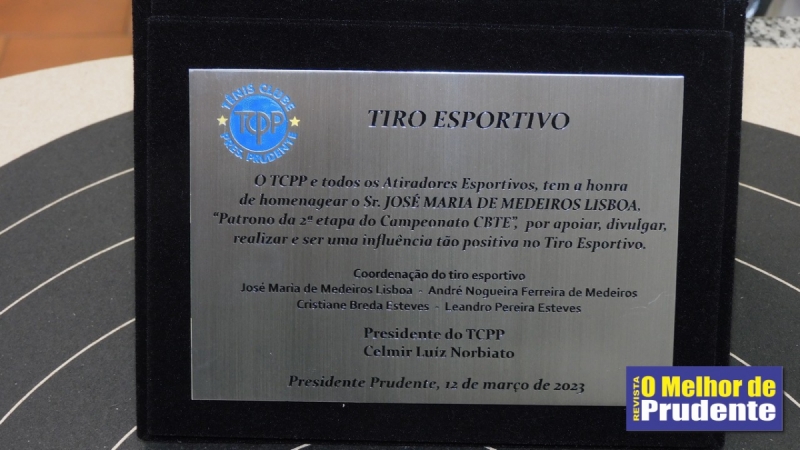 TÊNIS CLUBE
TCPP
PRES. PRUDENTE
TIRO ESPORTIVO
O TCPP e todos os Atiradores Esportivos, tem a honra
de homenagear o Sr. JOSÉ MARIA DE MEDEIROS LISBOA.
"Patrono da 2ª etapa do Campeonato CBTE", por apoiar, divulgar,
realizar e ser uma influência tão positiva no Tiro Esportivo.
Coordenação do tiro esportivo
José Maria de Medeiros Lisboa - André Nogueira Ferreira de Medeiros
Cristiane Breda Esteves - Leandro Pereira Esteves
Presidente do TCPP
Celmir Luiz Norbiato
Presidente Prudente, 12 de março de 2023
REVISTA
O Melhor de
Prudente